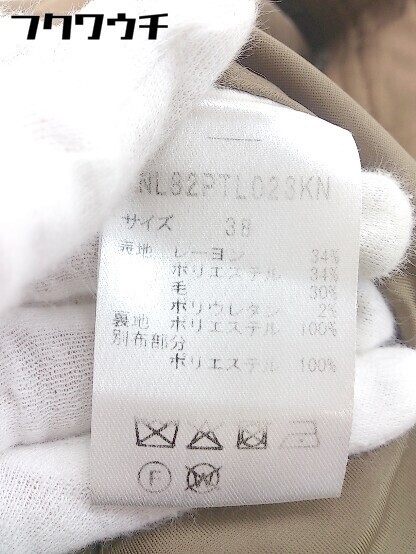 フクワウチ
NL82PTL023KN
サイズ 38
表地 レーヨン 34%
ポリエステル 34%
毛 30%
ポリウレタン 2%
裏地 ポリエステル 100%
別布部分
ポリエステル 100%
F
W